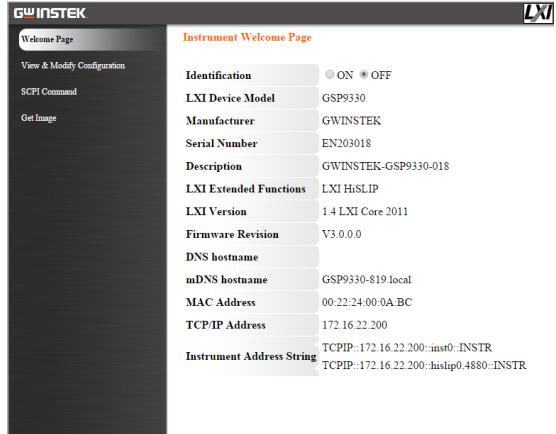 GWINSTEK
LXI
Welcome Page
View & Modify Configuration
SCPI Command
Get Image
Instrument Welcome Page
Identification ON OFF
LXI Device Model GSP9330
Manufacturer GWINSTEK
Serial Number EN203018
Description GWINSTEK-GSP9330-018
LXI Extended Functions LXI HiSLIP
LXI Version 1.4 LXI Core 2011
Firmware Revision V3.0.0.0
DNS hostname
mDNS hostname GSP9330-819.local
MAC Address 00:22:24:00:0A:BC
TCP/IP Address 172.16.22.200
Instrument Address String TCPIP::172.16.22.200::inst0::INSTR
TCPIP::172.16.22.200::hislip0,4880::INSTR